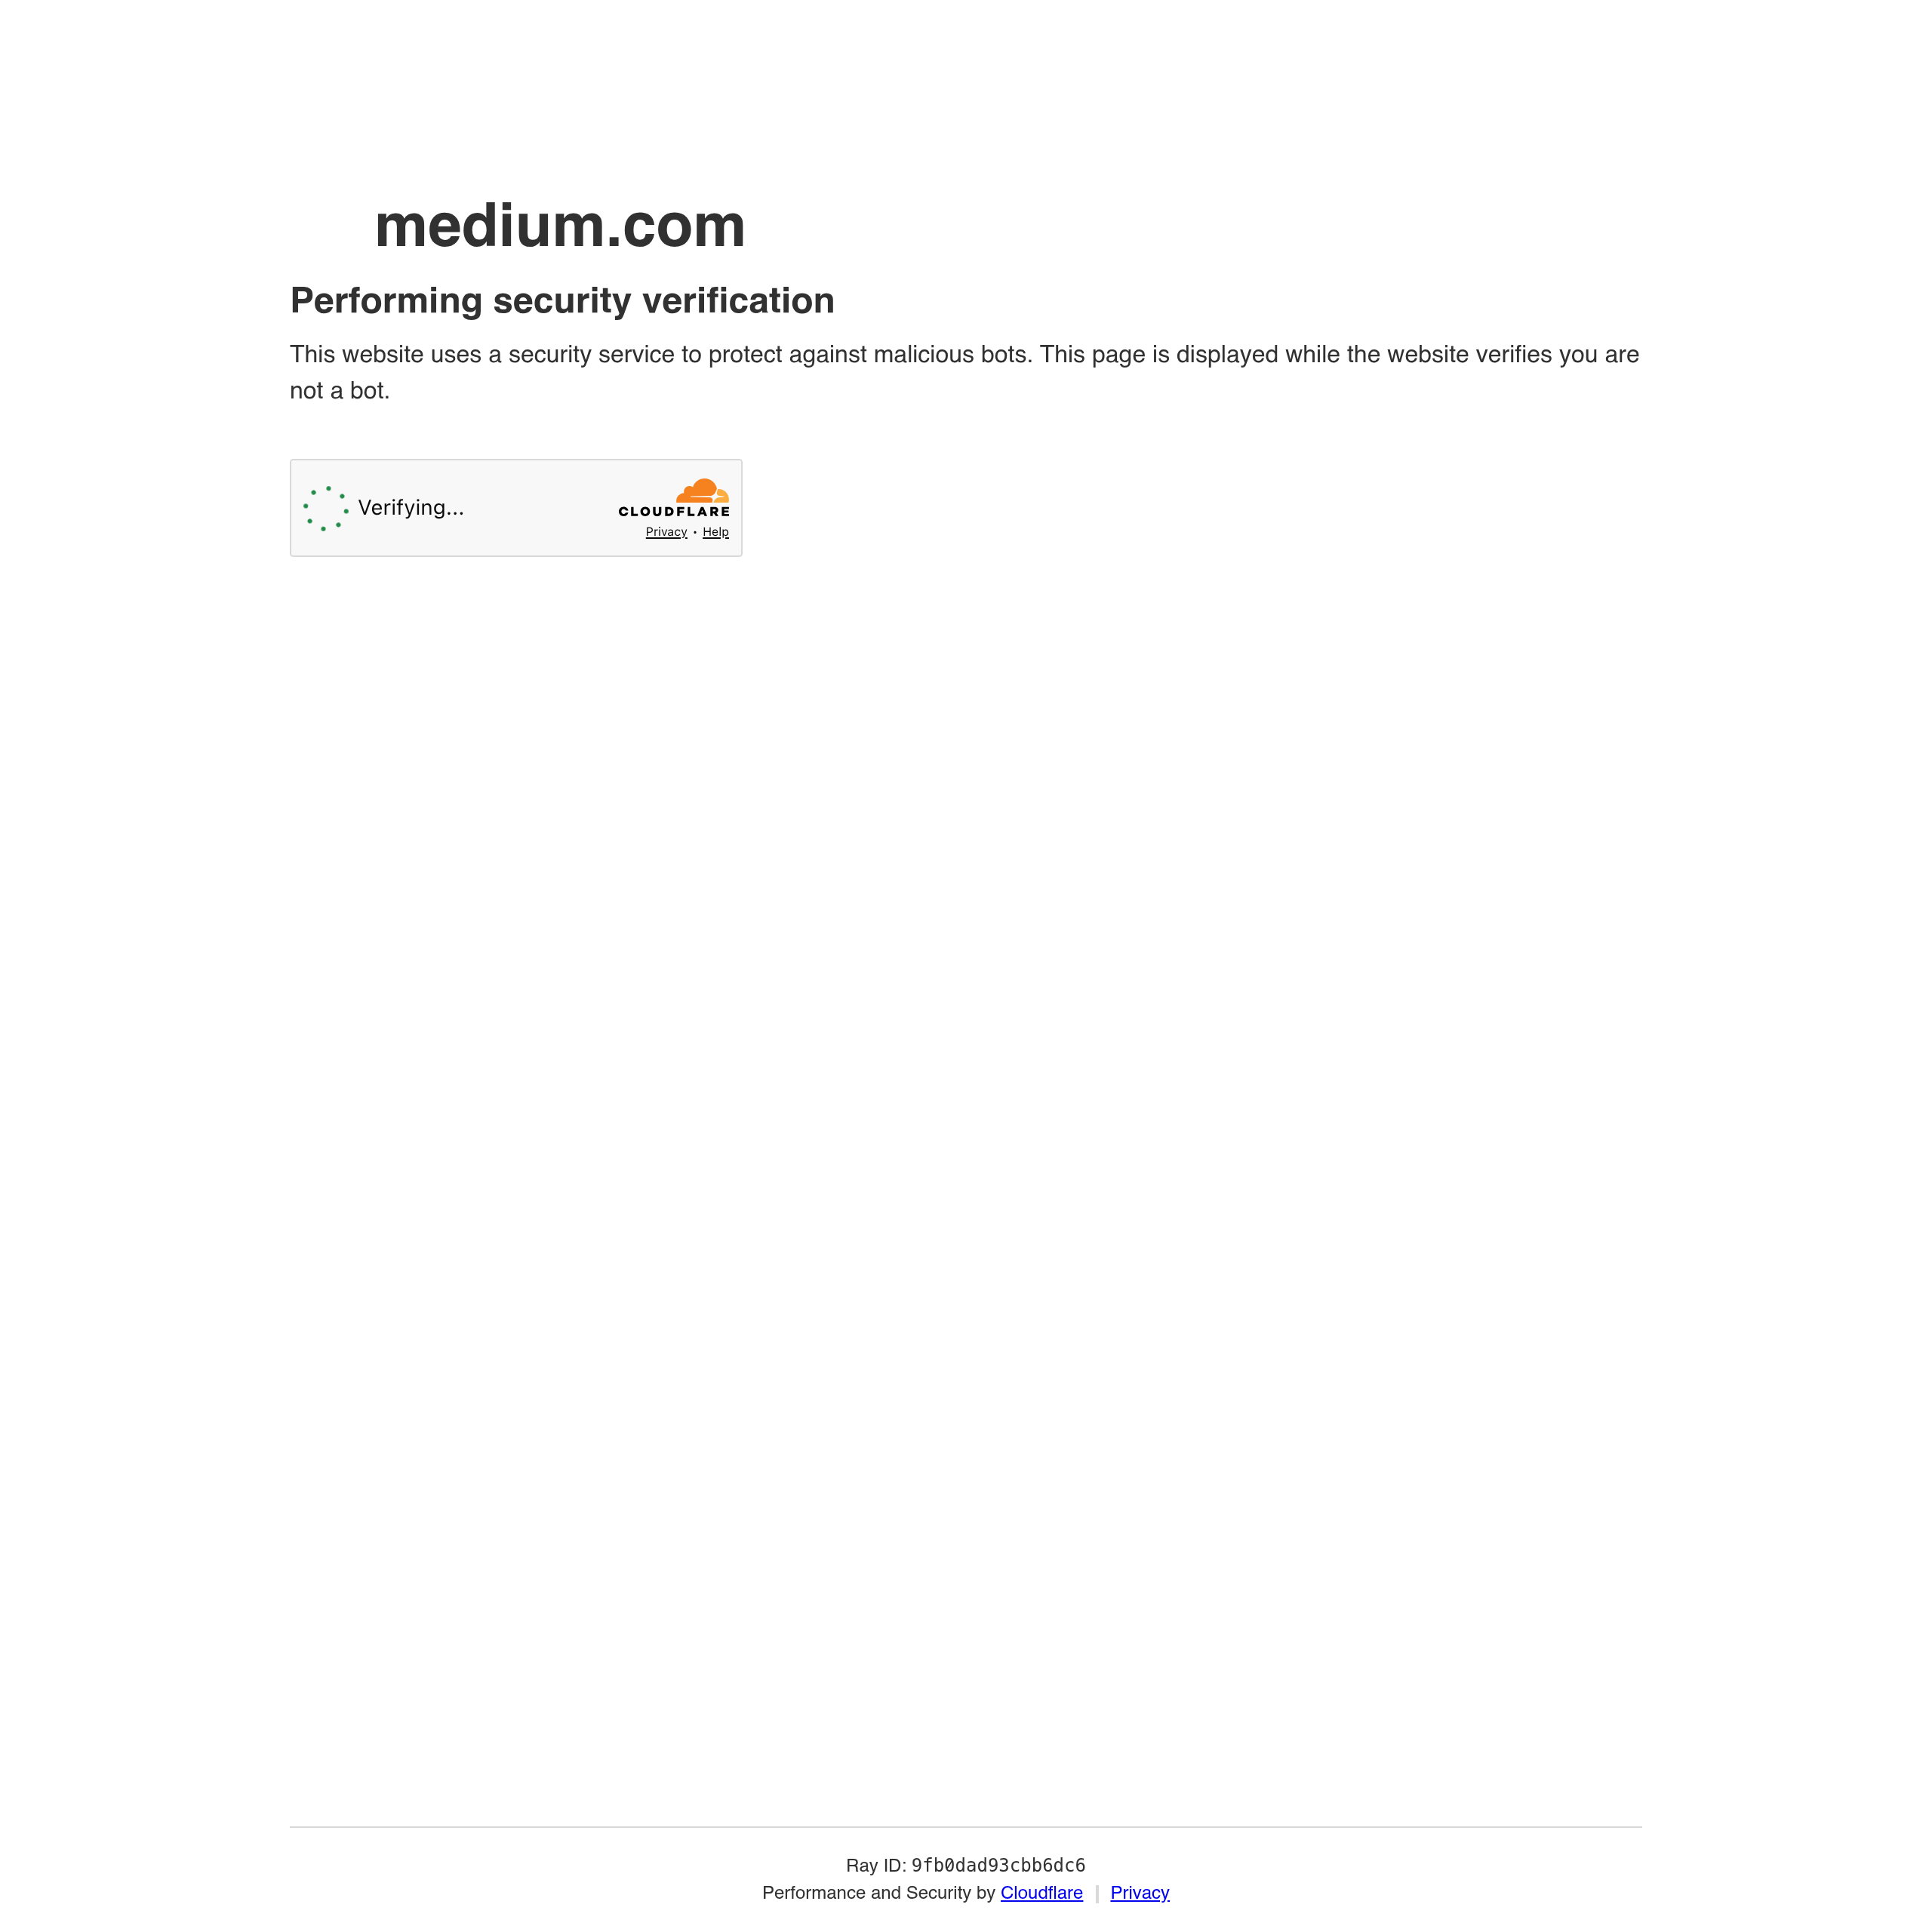 medium.com
Performing security verification
This website uses a security service to protect against malicious bots. This page is displayed while the website verifies you are
not a bot.
Verifying...
CLOUDFLARE
Privacy • Help
Ray ID: 9fb0dad93cbb6dc6
Performance and Security by Cloudflare | Privacy